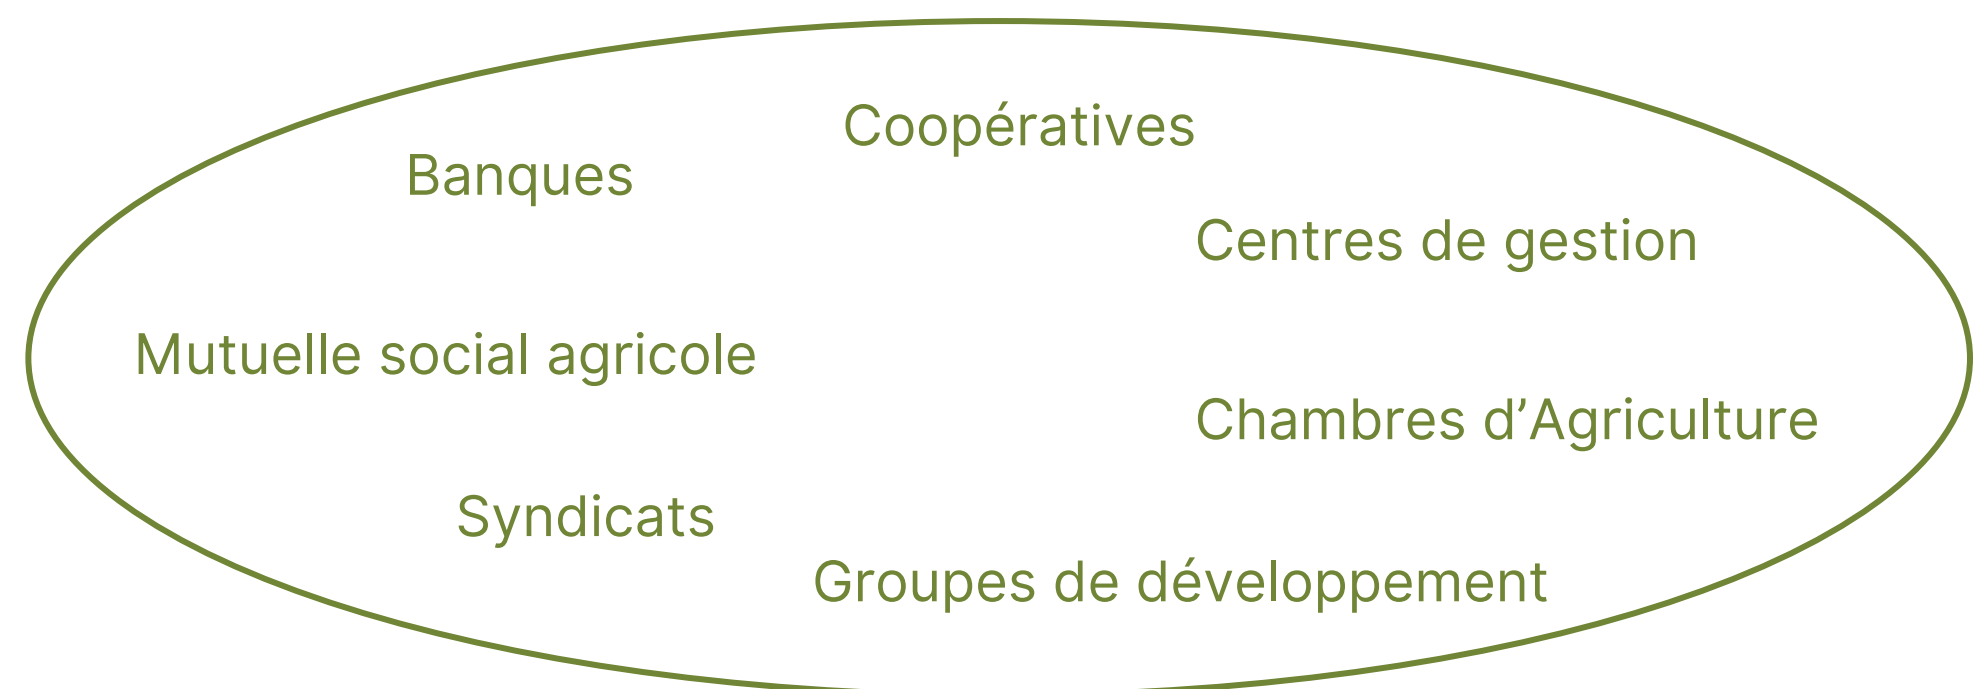 Coopératives
Banques
Centres de gestion
Mutuelle social agricole
Chambres d’Agriculture
Syndicats
Groupes de développement